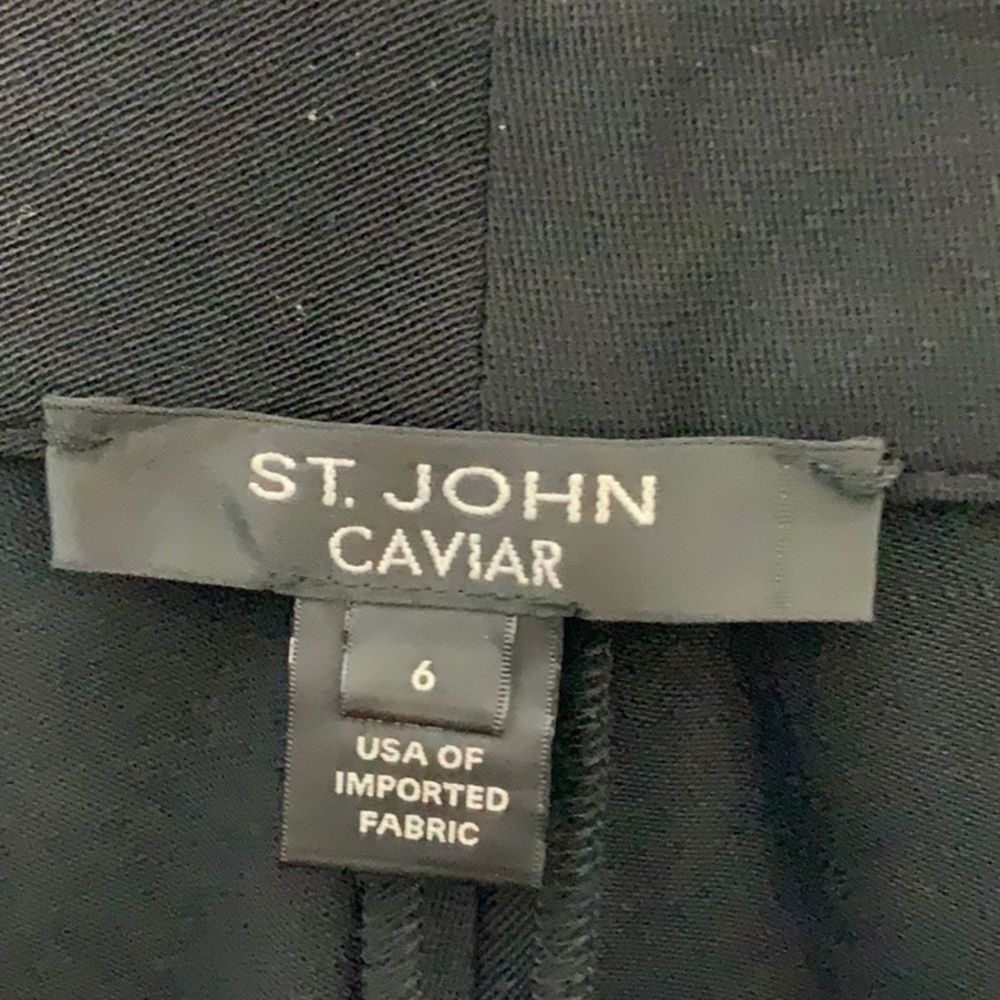 ST. JOHN
CAVIAR
6
USA OF
IMPORTED
FABRIC